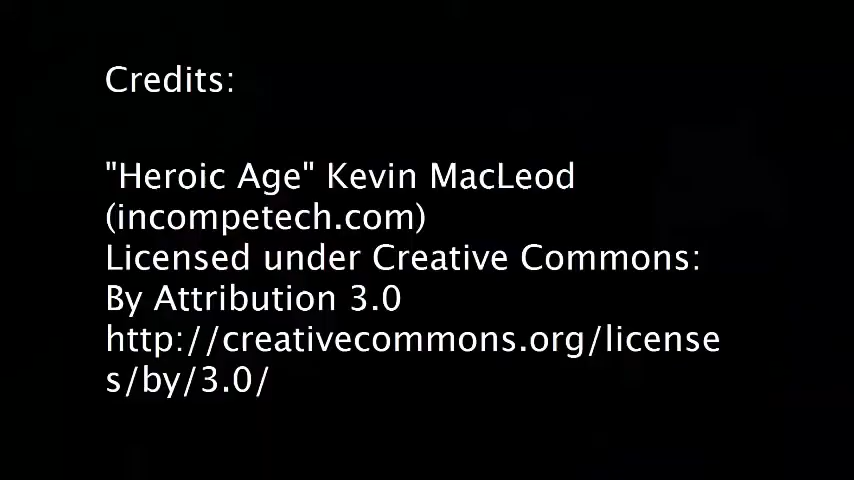 Credits:
"Heroic Age" Kevin MacLeod
(incompetech.com)
Licensed under Creative Commons:
By Attribution 3.0
http://creativecommons.org/license
s/by/3.0/